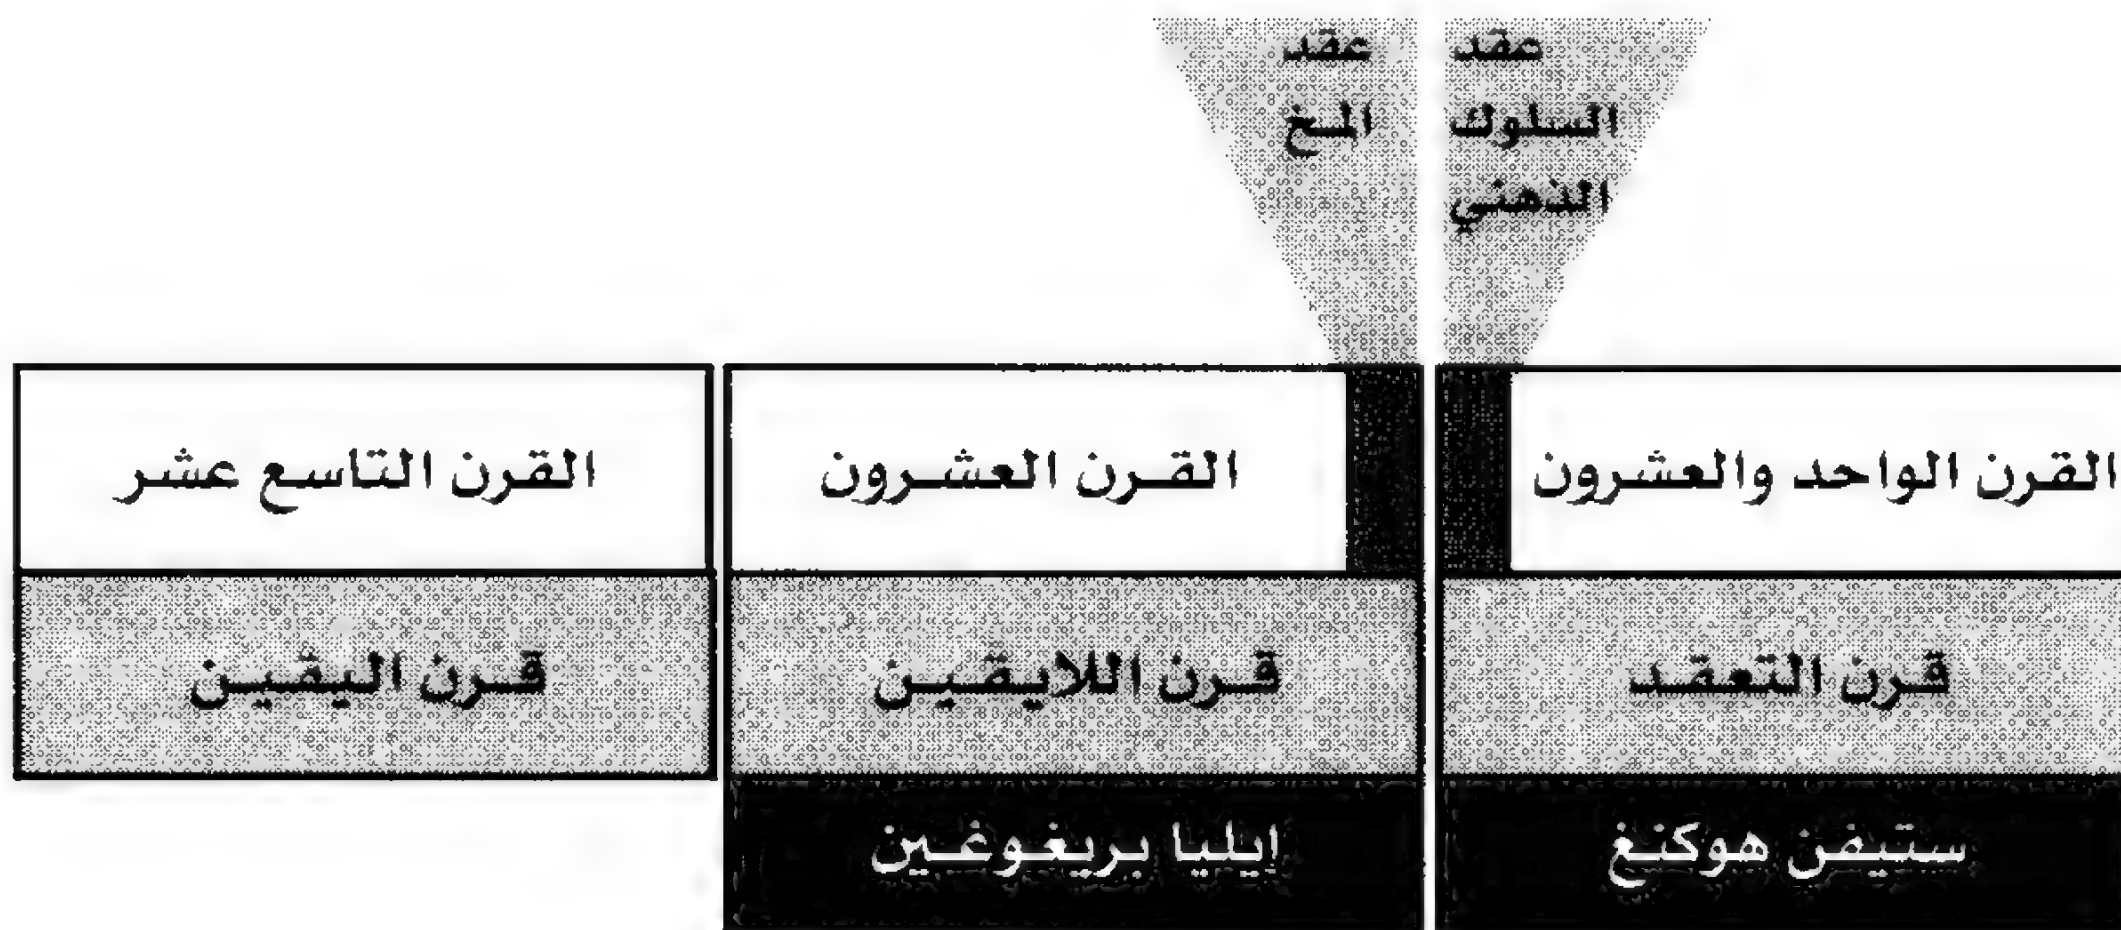 عقد
السلوك
الذهني
عقد
المخ
القرن الواحد والعشرون
القرن العشرون
القرن التاسع عشر
قرن التعقد
قرن اللايقين
قرن اليقين
ستيفن هوكنغ
إيليا بريغوغين